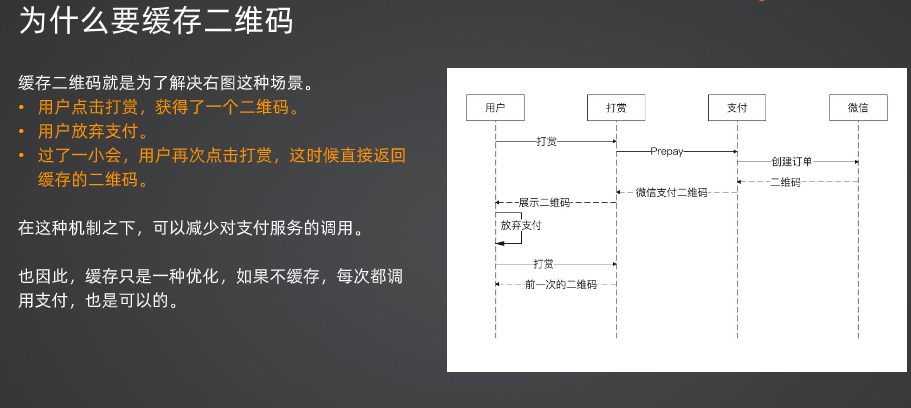 为什么要缓存二维码
缓存二维码就是为了解决右图这种场景。
• 用户点击打赏，获得了一个二维码。
• 用户放弃支付。
• 过了一小会，用户再次点击打赏，这时候直接返回
缓存的二维码。
在这种机制之下，可以减少对支付服务的调用。
也因此，缓存只是一种优化，如果不缓存，每次都调
用支付，也是可以的。
用户 打赏 支付 微信
打赏
Prepay
创建订单
二维码
微信支付二维码
展示二维码
放弃支付
打赏
前一次的二维码